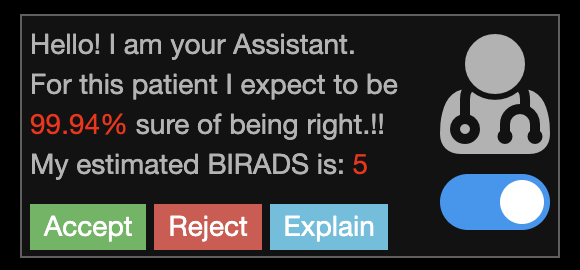 Hello! I am your Assistant.
For this patient I expect to be
99.94% sure of being right.!!
My estimated BIRADS is: 5
Accept Reject Explain